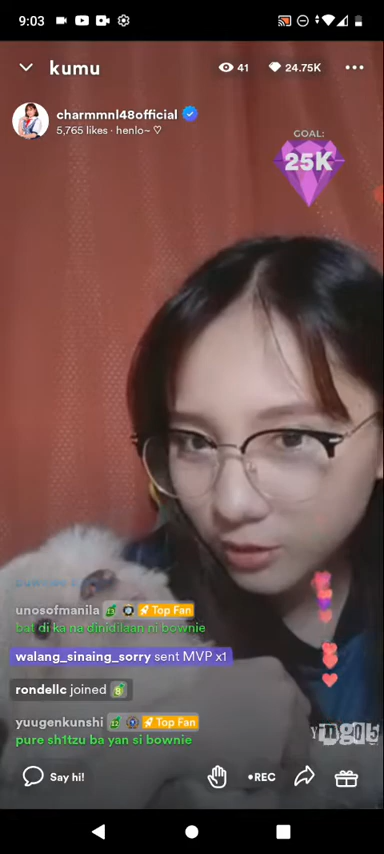 9:03
kumu
41
24.75K
charmmnl48official
5,765 likes · henlo~ ♡
GOAL:
25K
unosofmanila Top Fan
bat di ka na dinidilaan ni bownie
walang_sinaing_sorry sent MVP x1
rondellc joined
yuugenkunshi 12 Top Fan
pure sh1tzu ba yan si bownie
yngo5
Say hi!
•REC